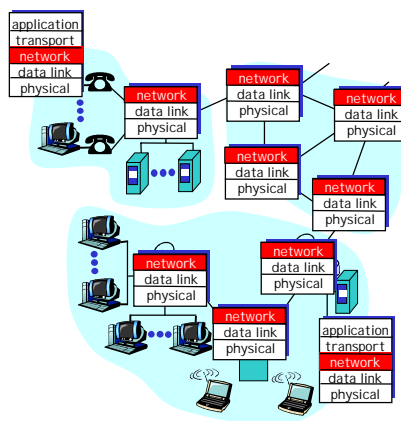 application
transport
network
data link
physical
network
data link
physical
network
data link
physical
network
data link
physical
network
data link
physical
network
data link
physical
network
data link
physical
network
data link
physical
network
data link
physical
application
transport
network
data link
physical